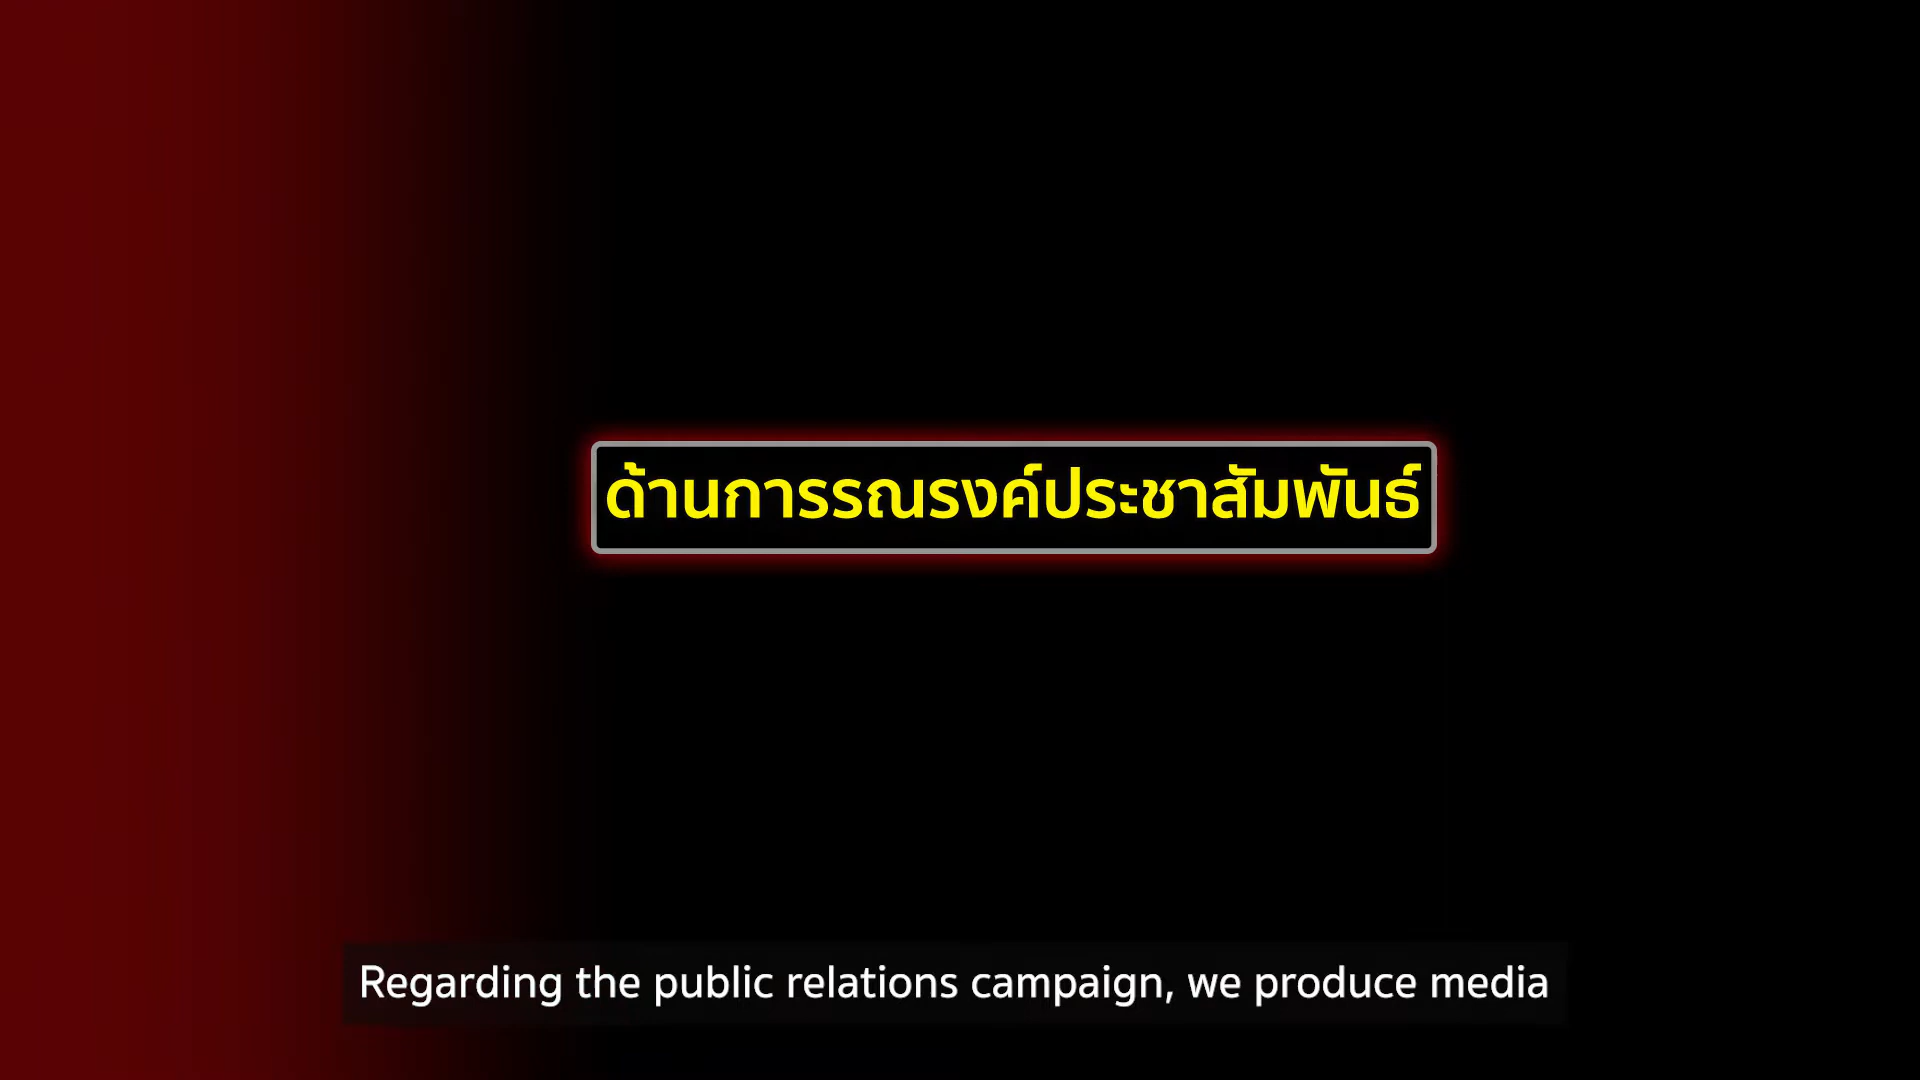 ด้านการรณรงค์ประชาสัมพันธ์
Regarding the public relations campaign, we produce media